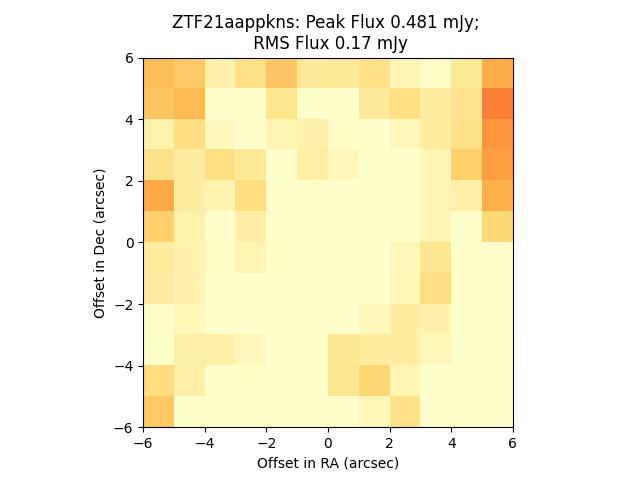 ZTF21aappkns: Peak Flux 0.481 mJy;
RMS Flux 0.17 mJy
6
4
2
0
−2
−4
−6
Offset in Dec (arcsec)
−6 −4 −2 0 2 4 6
Offset in RA (arcsec)